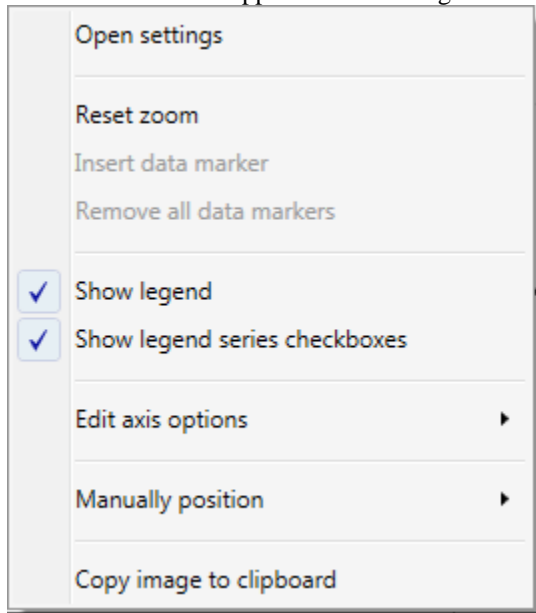 Open settings
Reset zoom
Insert data marker
Remove all data markers
Show legend
Show legend series checkboxes
Edit axis options
Manually position
Copy image to clipboard